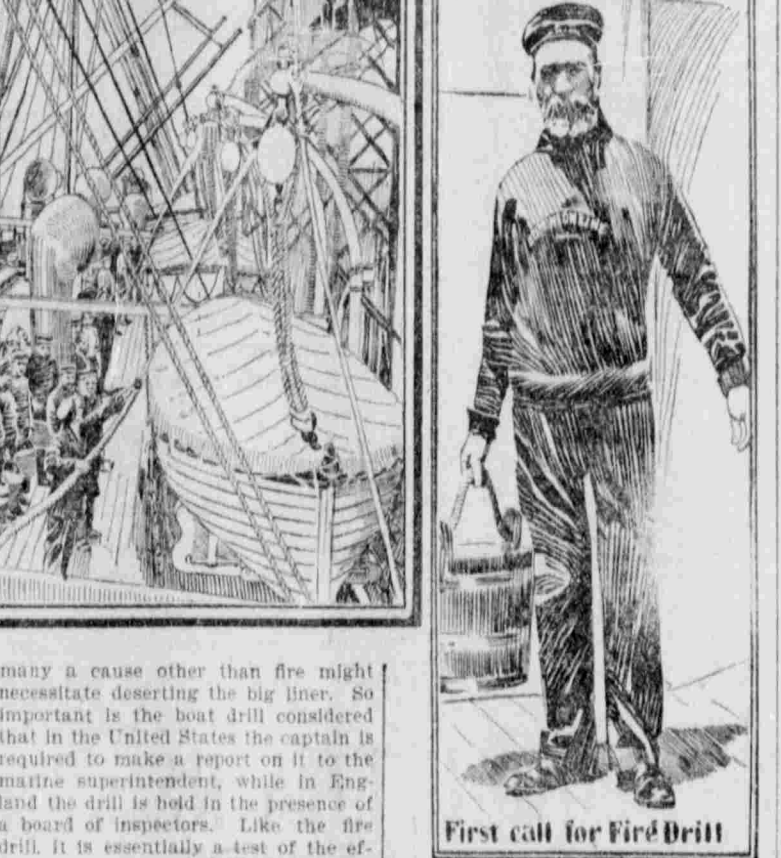 many a cause other than fire might
necessitate deserting the big liner. So
important is the boat drill considered
that in the United States the captain is
required to make a report on it to the
marine superintendent, while in Eng-
land the drill is held in the presence of
a board of inspectors. Like the fire
drill, it is essentially a test of the ef-
First call for Fire Drill